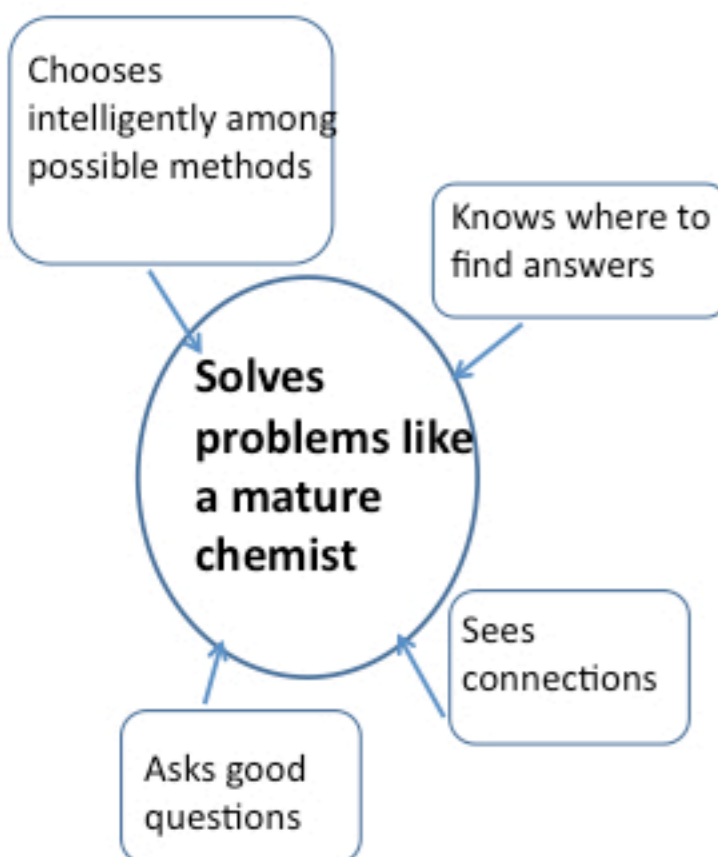 Chooses
intelligently among
possible methods
Knows where to
find answers
Solves
problems like
a mature
chemist
Sees
connections
Asks good
questions